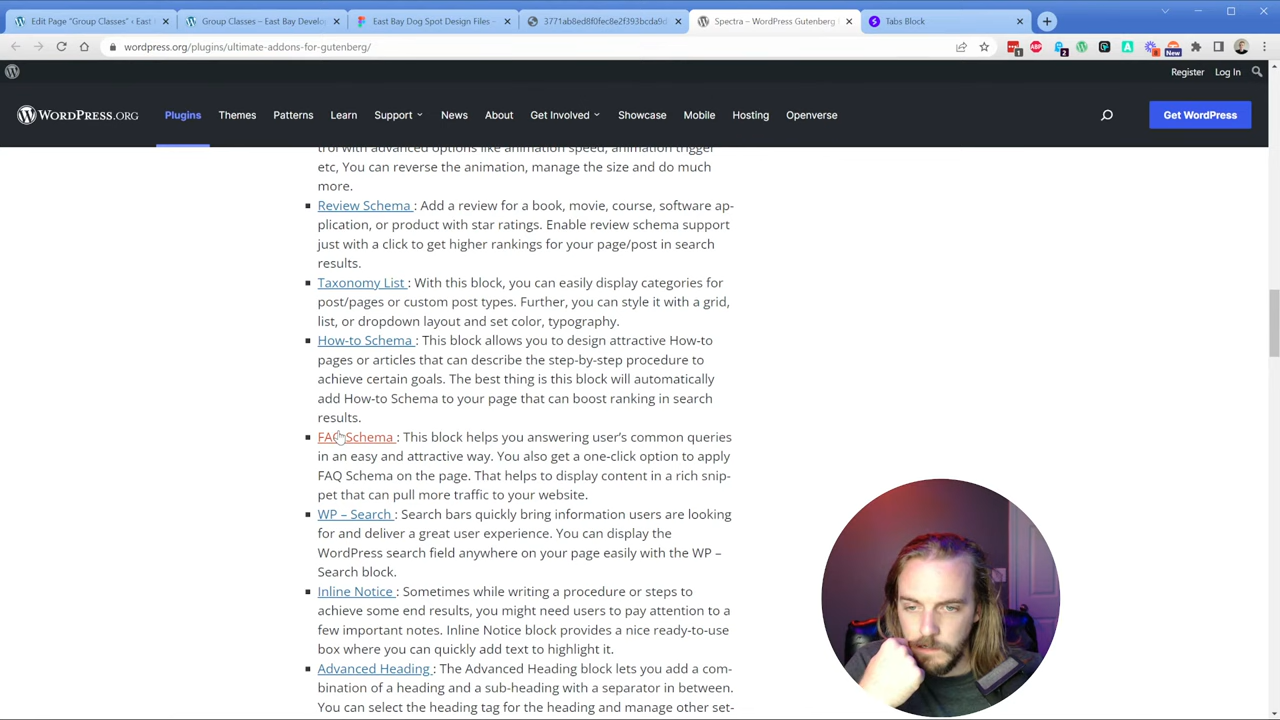 Edit Page "Group Classes" ‹ East
Group Classes – East Bay Develo
East Bay Dog Spot Design Files -
3771ab8ed8f0fec8e2f393bcda9d
Spectra – WordPress Gutenberg
Tabs Block
wordpress.org/plugins/ultimate-addons-for-gutenberg/
New
Register Log In
WORDPRESS.ORG Plugins Themes Patterns Learn Support News About Get Involved Showcase Mobile Hosting Openverse Get WordPress
trol with advanced options like animation speed, animation trigger
etc, You can reverse the animation, manage the size and do much
more.
Review Schema : Add a review for a book, movie, course, software ap-
plication, or product with star ratings. Enable review schema support
just with a click to get higher rankings for your page/post in search
results.
Taxonomy List : With this block, you can easily display categories for
post/pages or custom post types. Further, you can style it with a grid,
list, or dropdown layout and set color, typography.
How-to Schema : This block allows you to design attractive How-to
pages or articles that can describe the step-by-step procedure to
achieve certain goals. The best thing is this block will automatically
add How-to Schema to your page that can boost ranking in search
results.
FAQ Schema : This block helps you answering user's common queries
in an easy and attractive way. You also get a one-click option to apply
FAQ Schema on the page. That helps to display content in a rich snip-
pet that can pull more traffic to your website.
WP – Search : Search bars quickly bring information users are looking
for and deliver a great user experience. You can display the
WordPress search field anywhere on your page easily with the WP –
Search block.
Inline Notice : Sometimes while writing a procedure or steps to
achieve some end results, you might need users to pay attention to a
few important notes. Inline Notice block provides a nice ready-to-use
box where you can quickly add text to highlight it.
Advanced Heading : The Advanced Heading block lets you add a com-
bination of a heading and a sub-heading with a separator in between.
You can select the heading tag for the heading and manage other set-